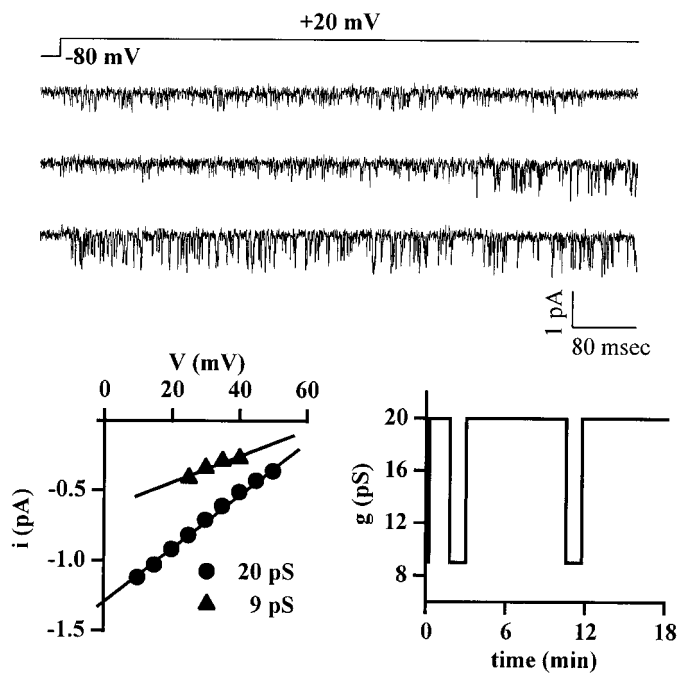 +20 mV
-80 mV
1 pA
80 msec
V (mV)
0 20 40 60
-0.5
-1.0
-1.5
i (pA)
20 pS
9 pS
20
16
12
8
g (pS)
0 6 12 18
time (min)